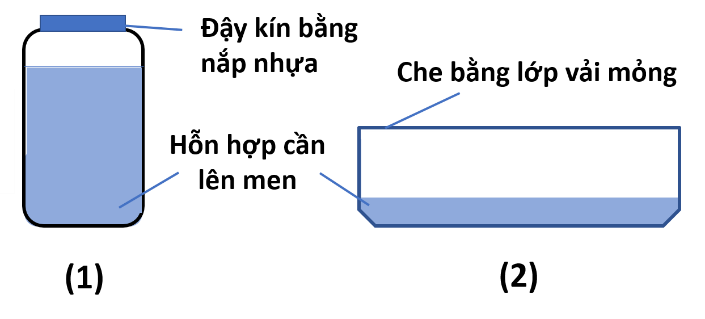 Đậy kín bằng
nắp nhựa
Che bằng lớp vải mỏng
Hỗn hợp cần
lên men
(1)
(2)